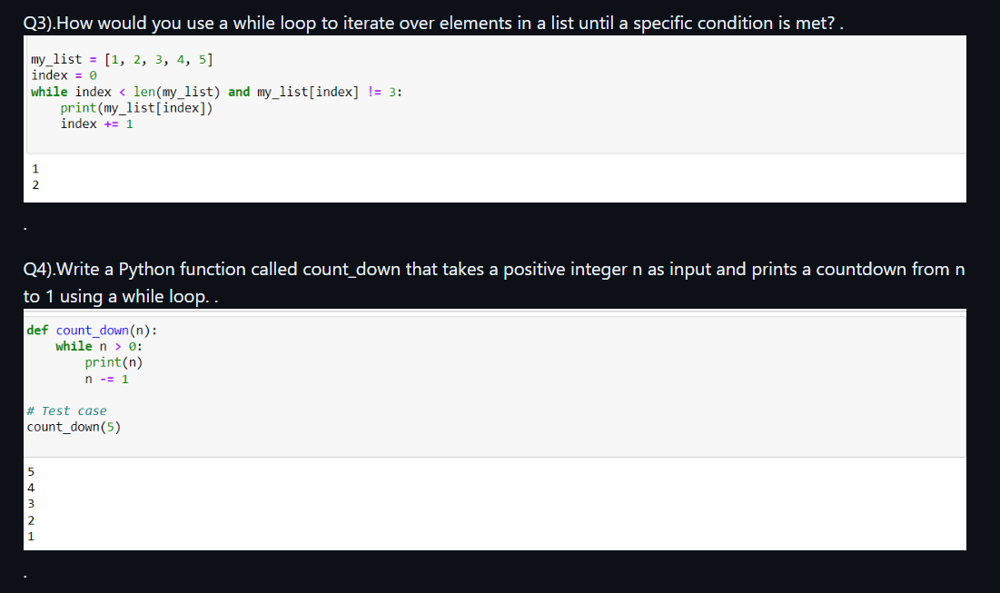 Q3).How would you use a while loop to iterate over elements in a list until a specific condition is met? .
my_list = [1, 2, 3, 4, 5]
index = 0
while index < len(my_list) and my_list[index] != 3:
    print(my_list[index])
    index += 1
1
2
.
Q4).Write a Python function called count_down that takes a positive integer n as input and prints a countdown from n
to 1 using a while loop. .
def count_down(n):
    while n > 0:
        print(n)
        n -= 1
# Test case
count_down(5)
5
4
3
2
1
.